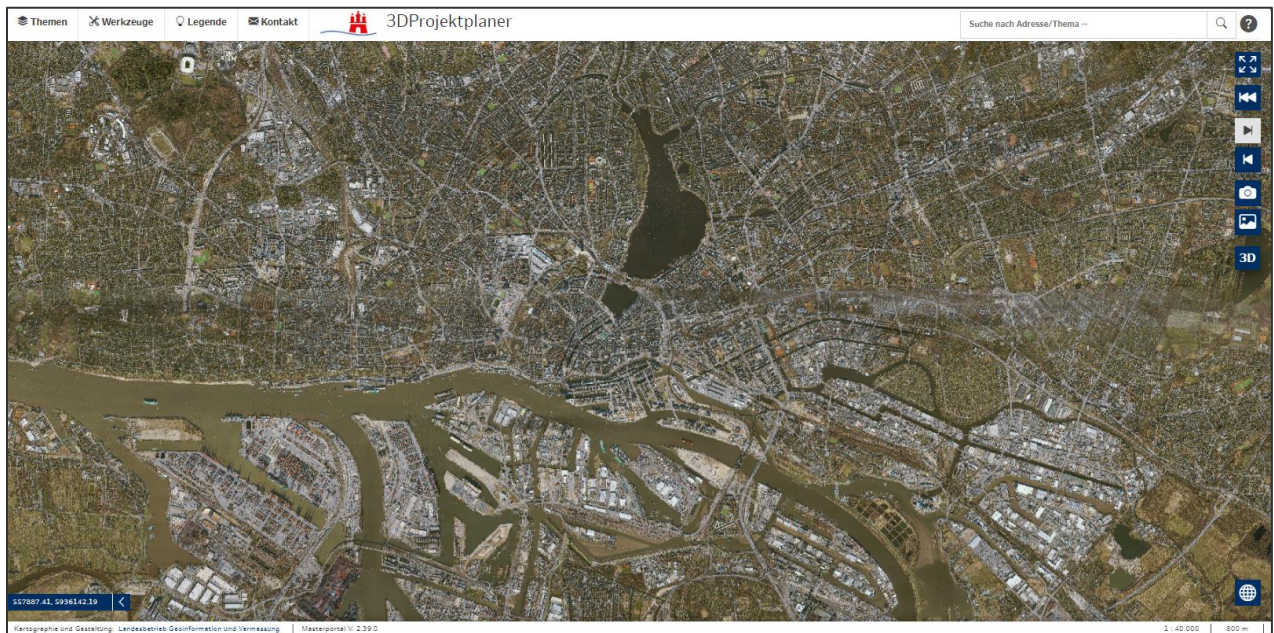 Themen
Werkzeuge
Legende
Kontakt
3DProjektplaner
Suche nach Adresse/Thema --
?
3D
557887.41, 5936142.19
Kartographie und Gestaltung: Landesbetrieb Geoinformation und Vermessung
Masterportal V. 2.39.0
1 : 40.000
800 m